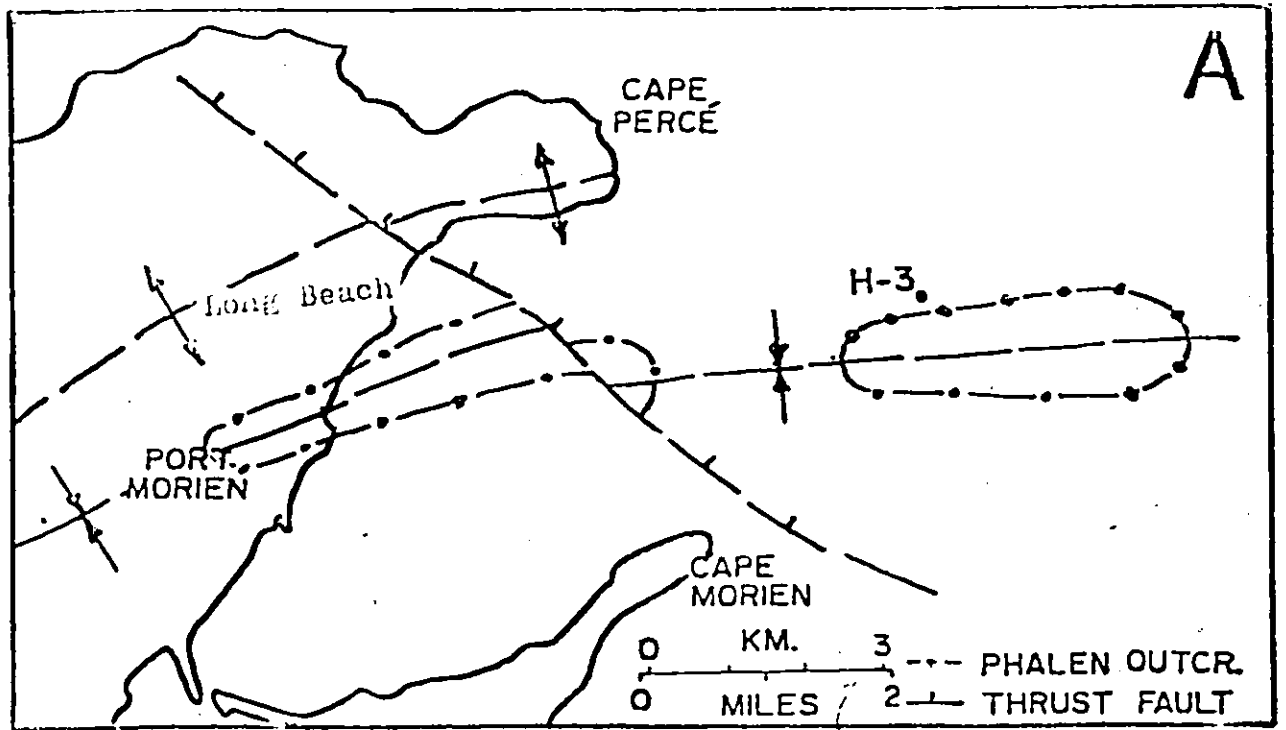 A
CAPE
PERCÉ
H-3
Long Beach
PORT
MORIEN
CAPE
MORIEN
0 KM. 3
0 MILES 2
PHALEN OUTCR.
THRUST FAULT